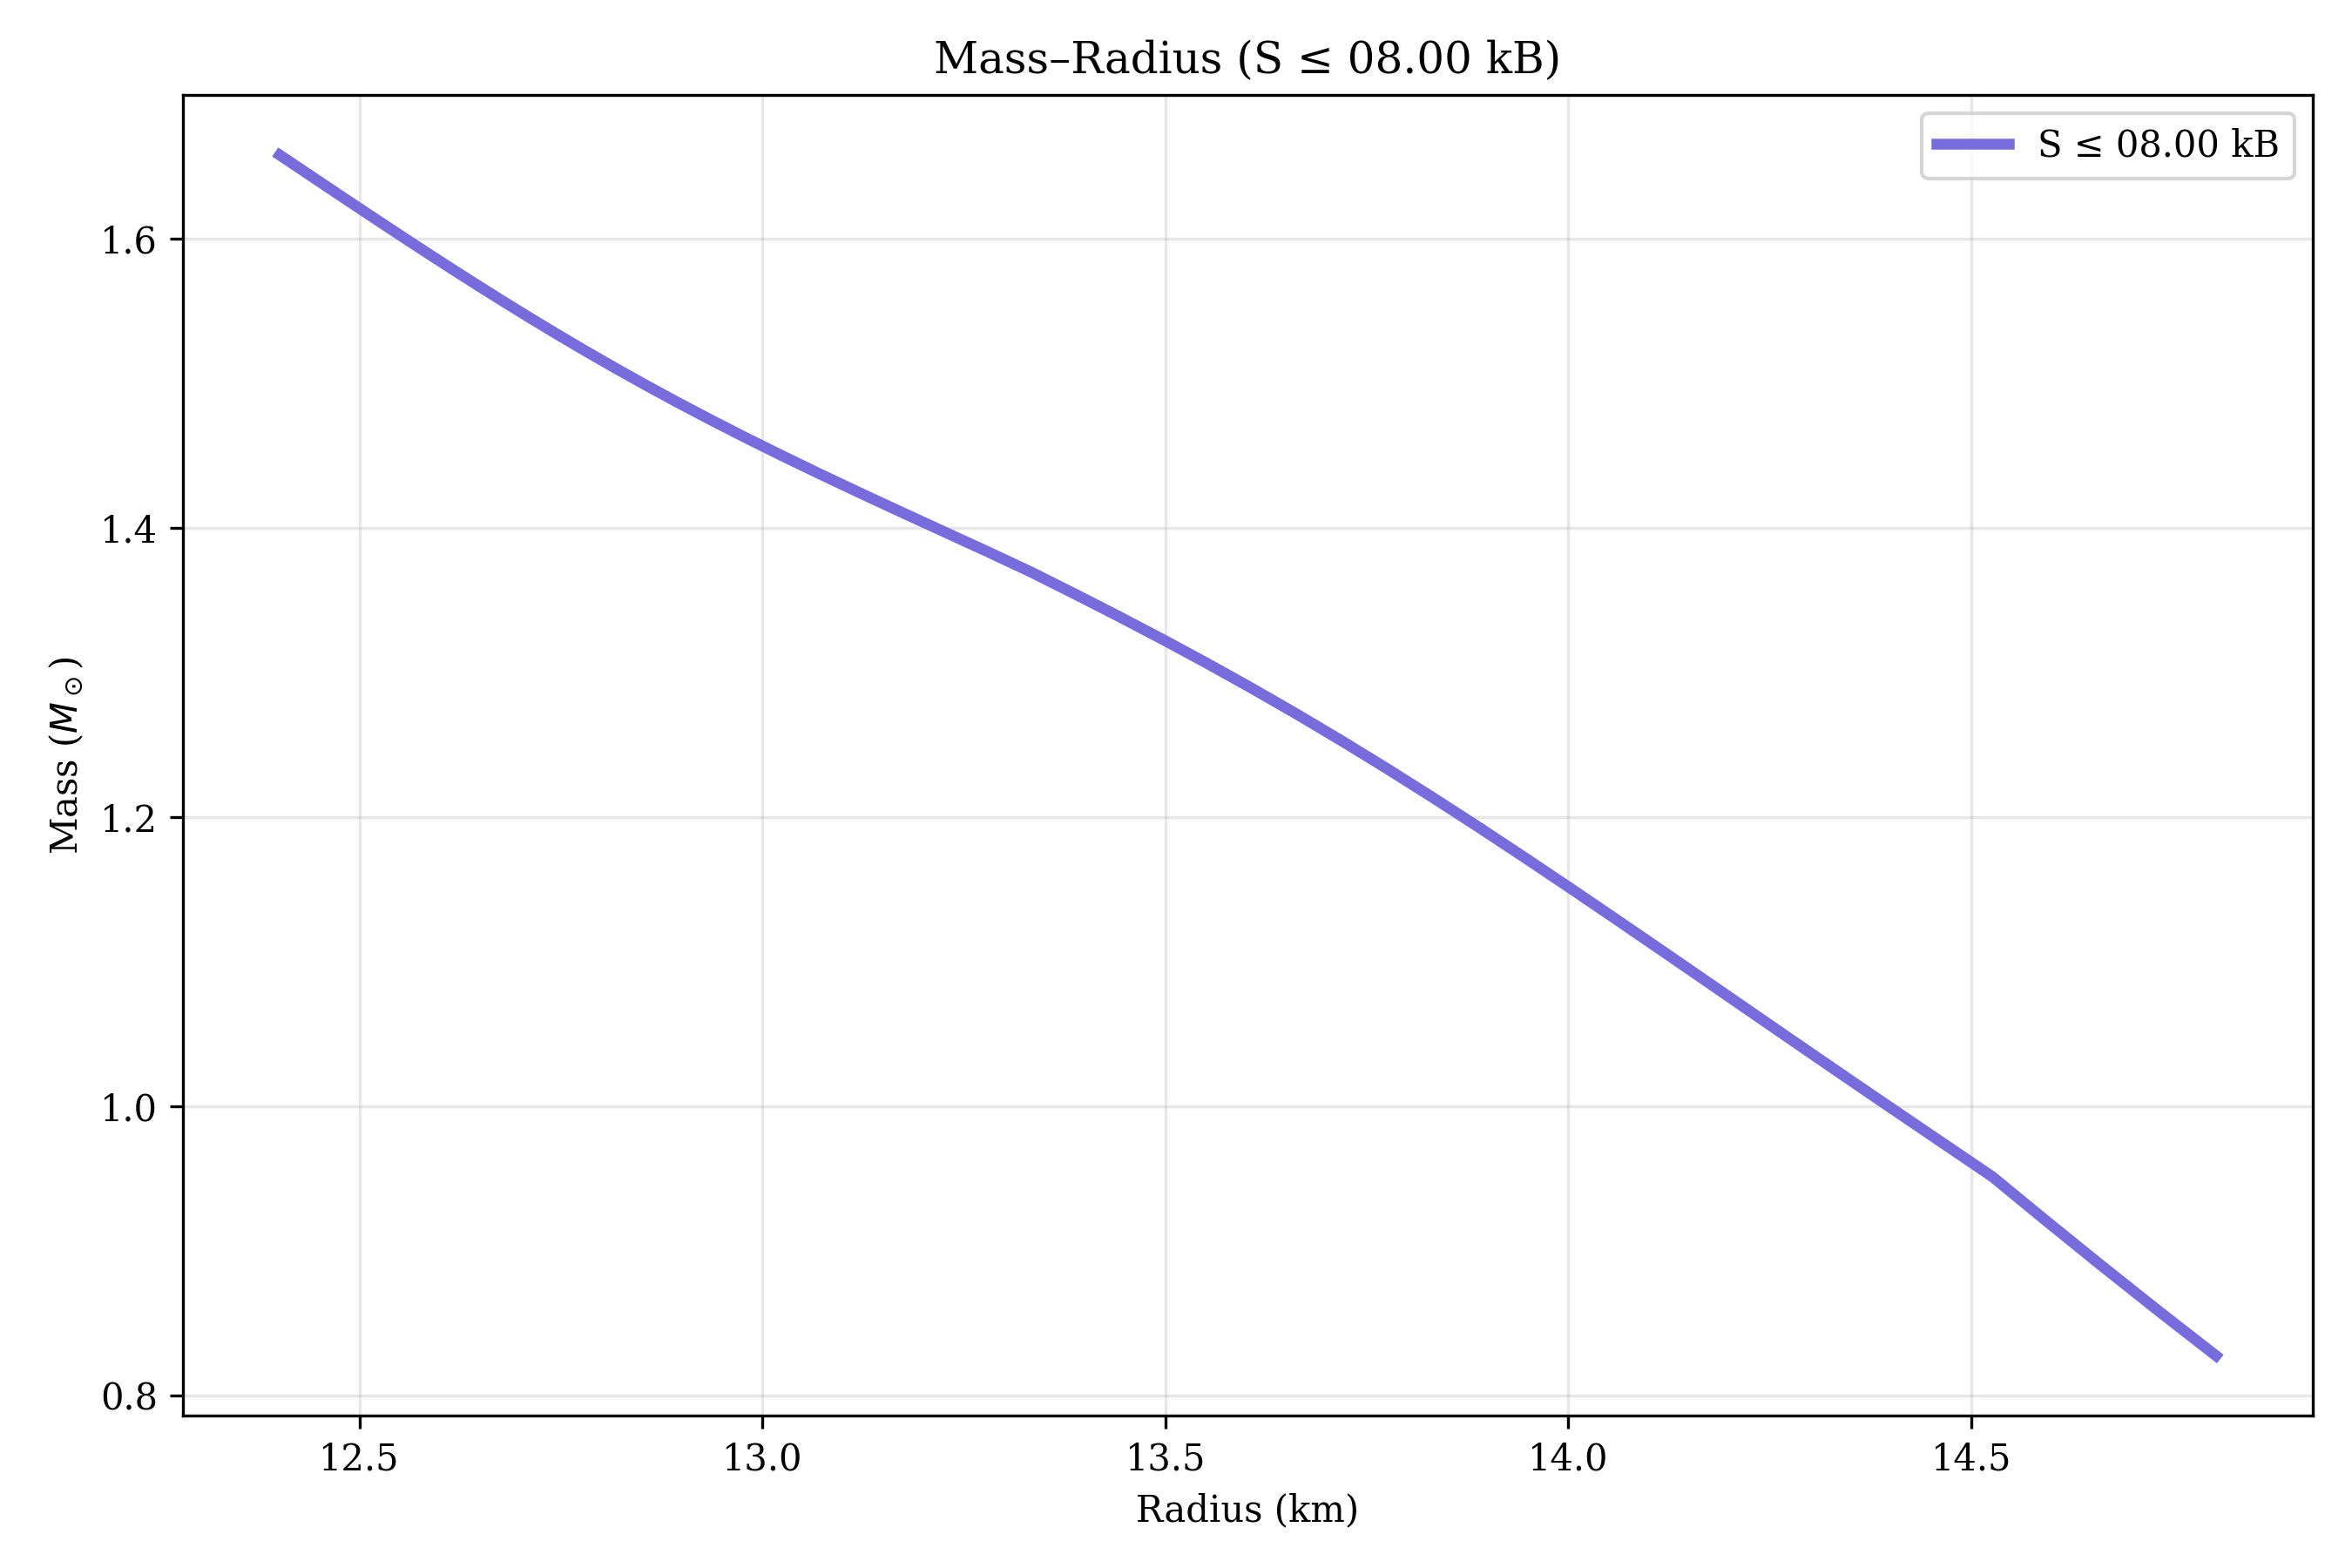 Mass–Radius (S ≤ 08.00 kB)
S ≤ 08.00 kB
Mass (M⊙)
1.6
1.4
1.2
1.0
0.8
12.5 13.0 13.5 14.0 14.5
Radius (km)